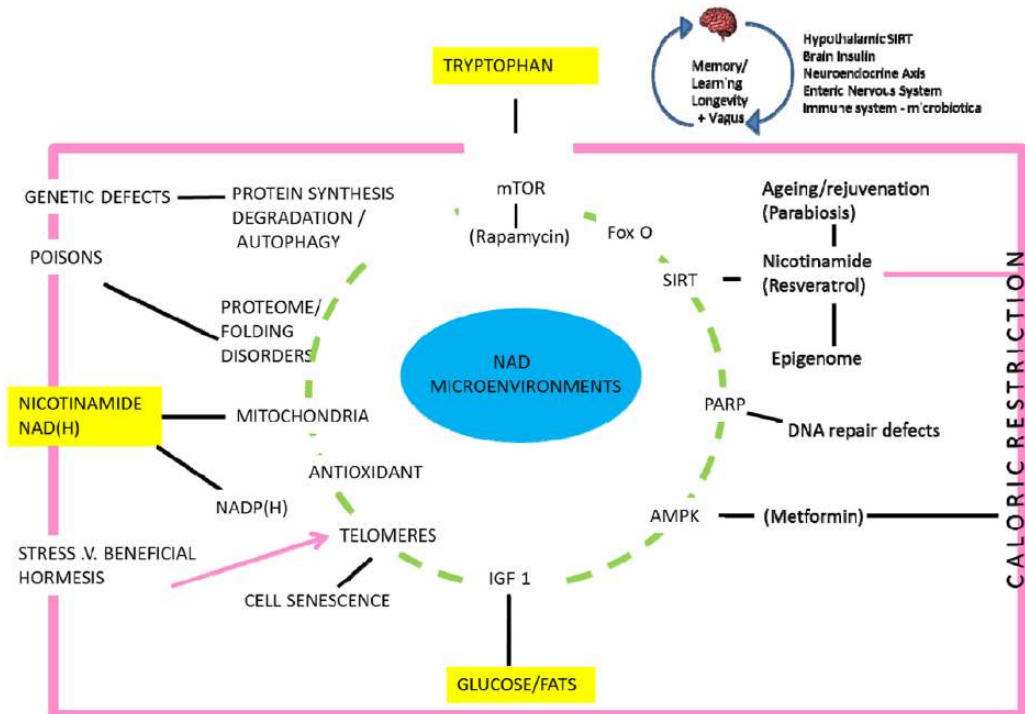 TRYPTOPHAN
Memory/
Learning
Longevity
+ Vagus
Hypothalamic SIRT
Brain Insulin
Neuroendocrine Axis
Enteric Nervous System
Immune system - microbiotica
GENETIC DEFECTS
PROTEIN SYNTHESIS
DEGRADATION /
AUTOPHAGY
mTOR
(Rapamycin)
Fox O
Ageing/rejuvenation
(Parabiosis)
POISONS
SIRT
Nicotinamide
(Resveratrol)
PROTEOME/
FOLDING
DISORDERS
NAD
MICROENVIRONMENTS
Epigenome
NICOTINAMIDE
NAD(H)
MITOCHONDRIA
PARP
DNA repair defects
ANTIOXIDANT
NADP(H)
AMPK
(Metformin)
CALORIC RESTRICTION
STRESS .V. BENEFICIAL
HORMESIS
TELOMERES
CELL SENESCENCE
IGF 1
GLUCOSE/FATS